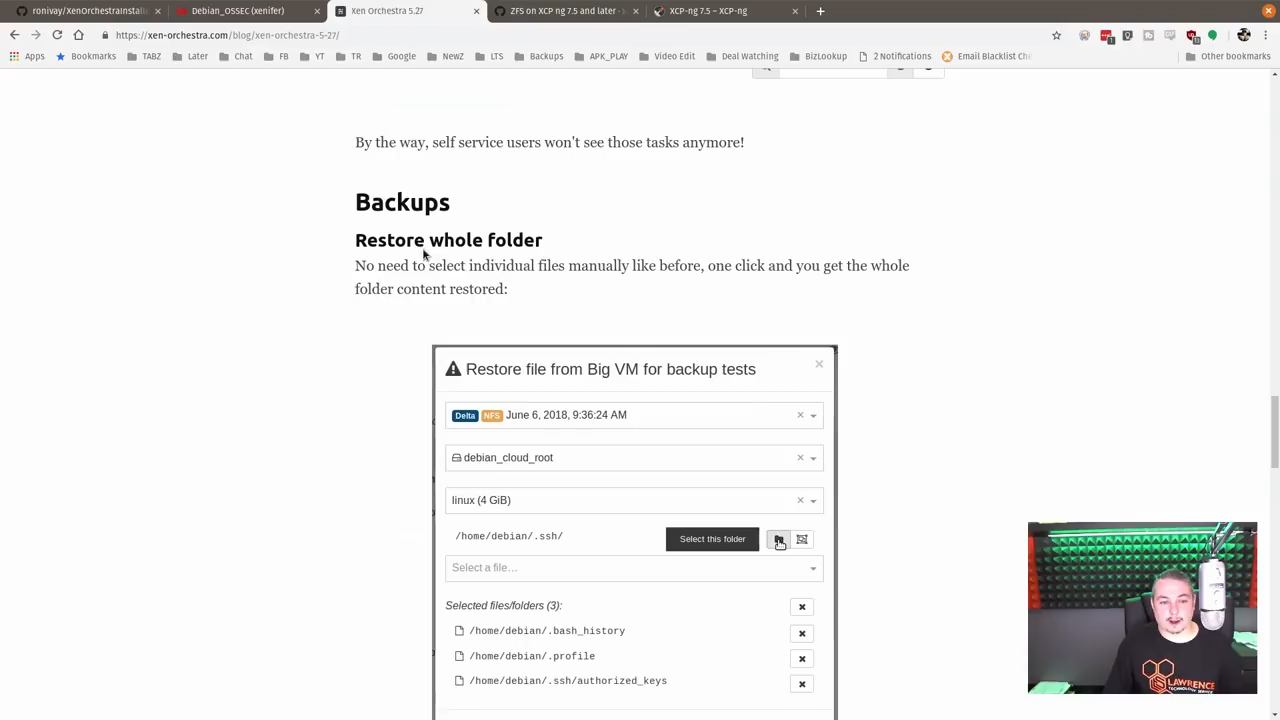 ronivay/XenOrchestraInstall
Debian_OSSEC (xenifer)
Xen Orchestra 5.27
ZFS on XCP ng 7.5 and later -
XCP-ng 7.5 – XCP-ng
https://xen-orchestra.com/blog/xen-orchestra-5-27/
Apps
Bookmarks
TABZ
Later
Chat
FB
YT
TR
Google
NewZ
LTS
Backups
APK_PLAY
Video Edit
Deal Watching
BizLookup
2 Notifications
Email Blacklist Che
Other bookmarks
By the way, self service users won't see those tasks anymore!
Backups
Restore whole folder
No need to select individual files manually like before, one click and you get the whole
folder content restored:
Restore file from Big VM for backup tests
Delta NFS June 6, 2018, 9:36:24 AM
debian_cloud_root
linux (4 GiB)
/home/debian/.ssh/
Select this folder
Select a file...
Selected files/folders (3):
/home/debian/.bash_history
/home/debian/.profile
/home/debian/.ssh/authorized_keys
LAWRENCE